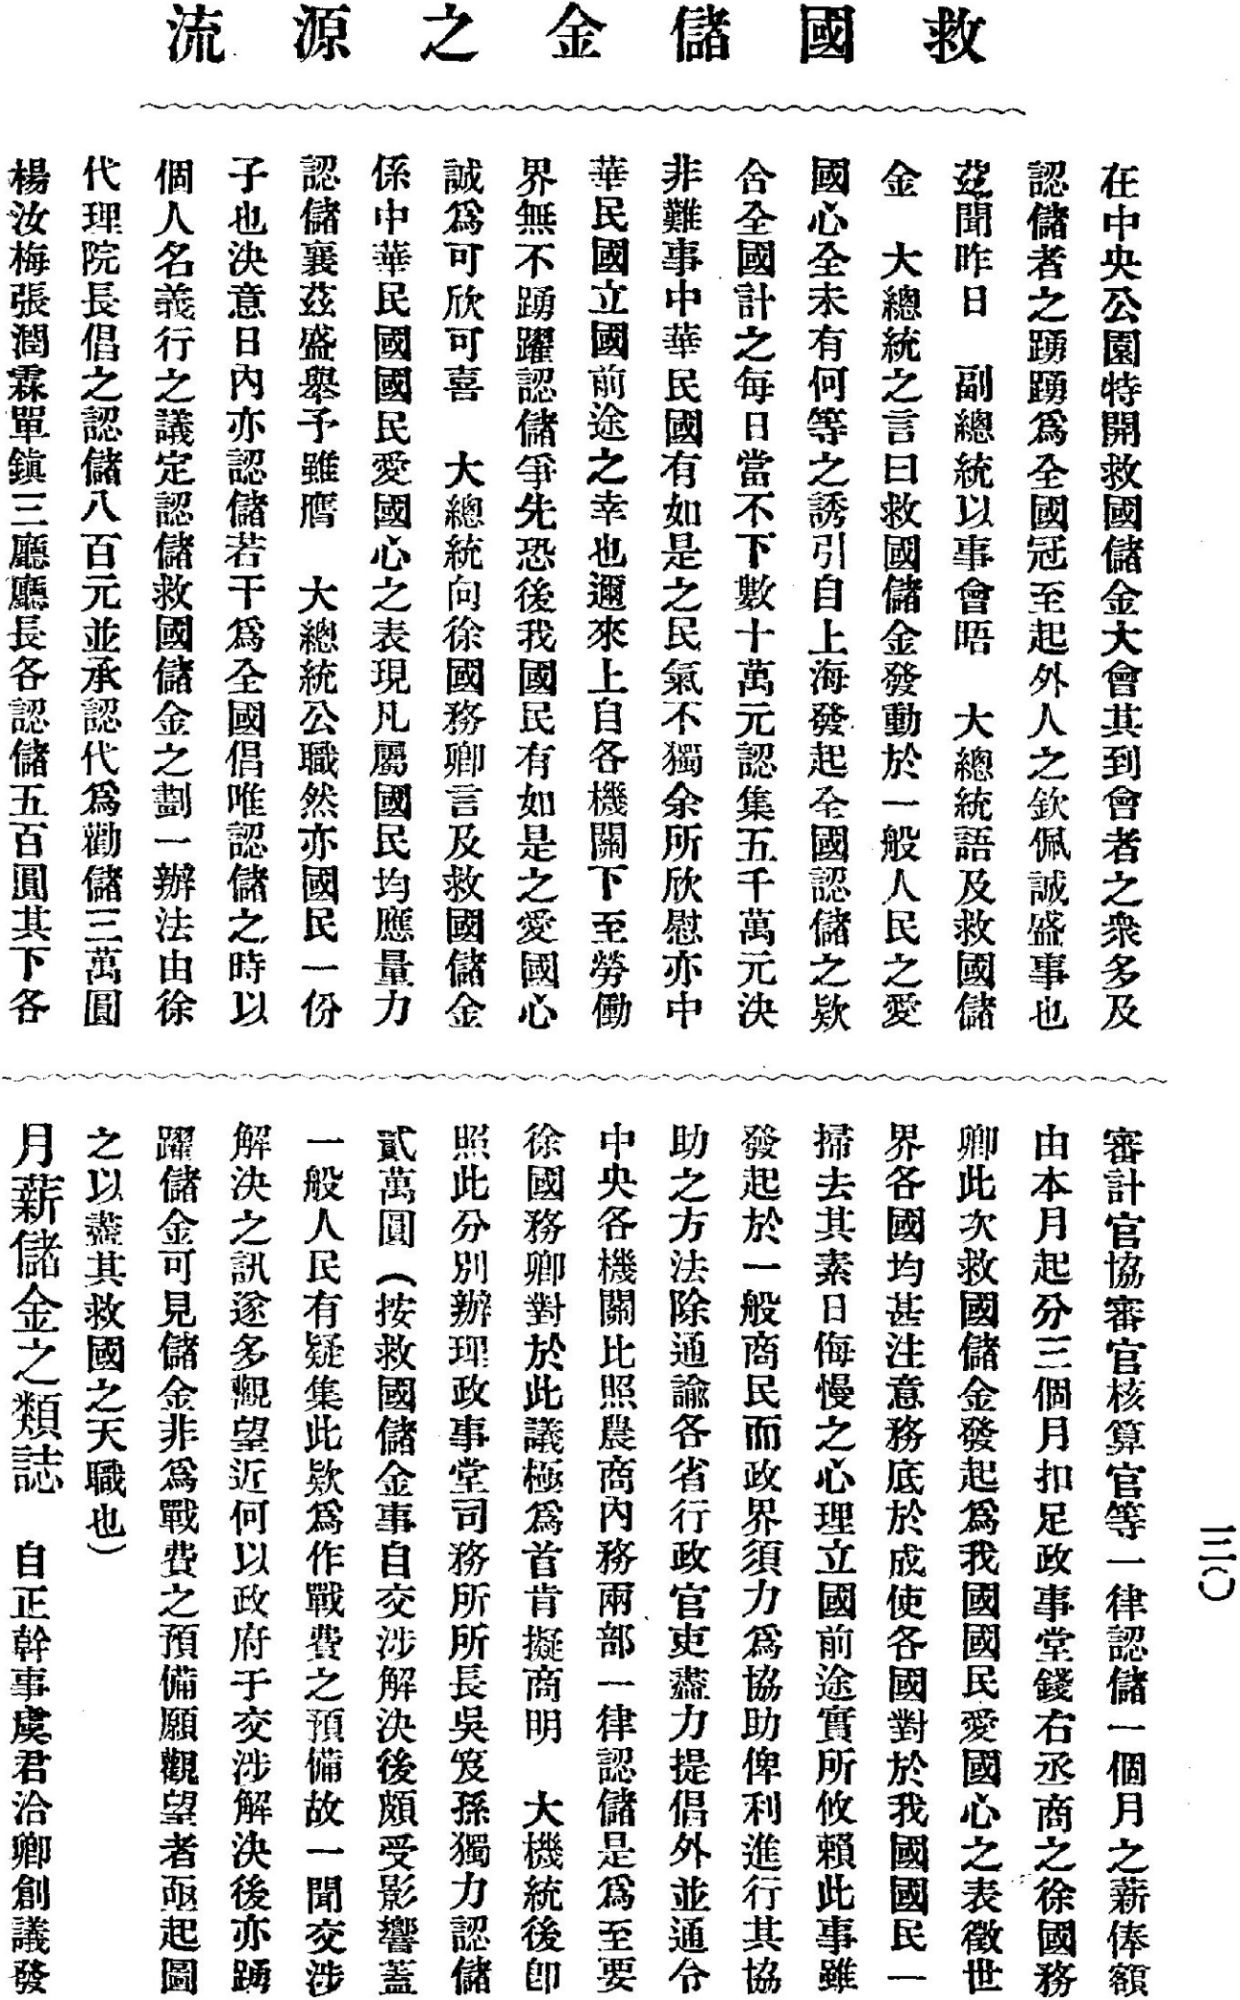 救國儲金之源流
三〇
在中央公園特開救國儲金大會其到會者之衆多及
認儲者之踴踴爲全國冠至起外人之欽佩誠盛事也
茲聞昨日　副總統以事會晤　大總統語及救國儲
金　大總統之言曰救國儲金發動於一般人民之愛
國心全未有何等之誘引自上海發起全國認儲之欵
合全國計之每日當不下數十萬元認集五千萬元決
非難事中華民國有如是之民氣不獨余所欣慰亦中
華民國立國前途之幸也邇來上自各機關下至勞働
界無不踴躍認儲爭先恐後我國民有如是之愛國心
誠爲可欣可喜　大總統向徐國務卿言及救國儲金
係中華民國國民愛國心之表現凡屬國民均應量力
認儲襄茲盛舉予雖膺　大總統公職然亦國民一份
子也決意日內亦認儲若干爲全國倡唯認儲之時以
個人名義行之議定認儲救國儲金之劃一辦法由徐
代理院長倡之認儲八百元並承認代爲勸儲三萬圓
楊汝梅張潤霖單鎮三廳廳長各認儲五百圓其下各
審計官協審官核算官等一律認儲一個月之薪俸額
由本月起分三個月扣足政事堂錢右丞商之徐國務
卿此次救國儲金發起爲我國國民愛國心之表徵世
界各國均甚注意務底於成使各國對於我國國民一
掃去其素日侮慢之心理立國前途實所攸賴此事雖
發起於一般商民而政界須力爲協助俾利進行其協
助之方法除通諭各省行政官吏盡力提倡外並通令
中央各機關比照農商內務兩部一律認儲是爲至要
徐國務卿對於此議極爲首肯擬商明　大機統後卽
照此分別辦理政事堂司務所所長吳笈孫獨力認儲
貳萬圓（按救國儲金事自交涉解決後頗受影響蓋
一般人民有疑集此欵爲作戰費之預備故一聞交涉
解決之訊遂多觀望近何以政府于交涉解決後亦踴
躍儲金可見儲金非爲戰費之預備願觀望者亟起圖
之以盡其救國之天職也）
月薪儲金之類誌　自正幹事虞君洽卿創議發